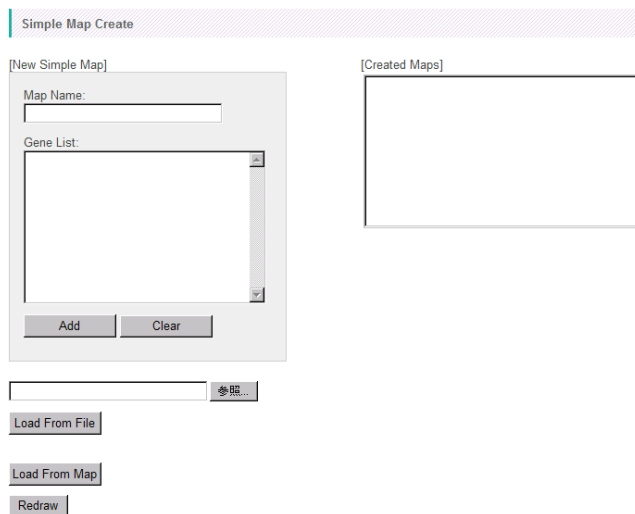 Simple Map Create
[New Simple Map]
[Created Maps]
Map Name:
Gene List:
Add
Clear
参照...
Load From File
Load From Map
Redraw